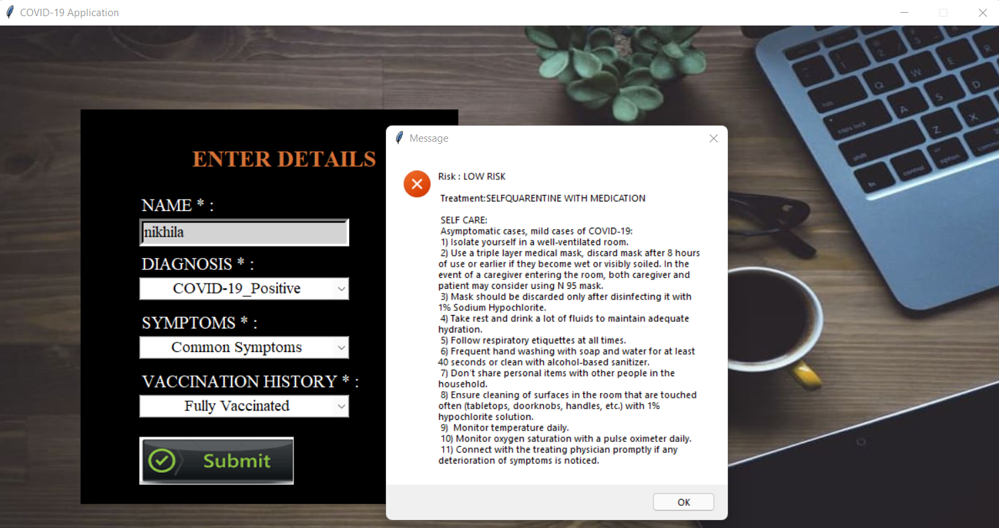 COVID-19 Application
ENTER DETAILS
NAME * :
nikhila
DIAGNOSIS * :
COVID-19_Positive
SYMPTOMS * :
Common Symptoms
VACCINATION HISTORY * :
Fully Vaccinated
Submit
Message
Risk : LOW RISK
Treatment:SELFQUARENTINE WITH MEDICATION
SELF CARE:
Asymptomatic cases, mild cases of COVID-19:
1) Isolate yourself in a well-ventilated room.
2) Use a triple layer medical mask, discard mask after 8 hours
of use or earlier if they become wet or visibly soiled. In the
event of a caregiver entering the room, both caregiver and
patient may consider using N 95 mask.
3) Mask should be discarded only after disinfecting it with
1% Sodium Hypochlorite.
4) Take rest and drink a lot of fluids to maintain adequate
hydration.
5) Follow respiratory etiquettes at all times.
6) Frequent hand washing with soap and water for at least
40 seconds or clean with alcohol-based sanitizer.
7) Don't share personal items with other people in the
household.
8) Ensure cleaning of surfaces in the room that are touched
often (tabletops, doorknobs, handles, etc.) with 1%
hypochlorite solution.
9)  Monitor temperature daily.
10) Monitor oxygen saturation with a pulse oximeter daily.
11) Connect with the treating physician promptly if any
deterioration of symptoms is noticed.
OK
Q W E R
tab
A S D
caps lock
Z X
shift
fn control option